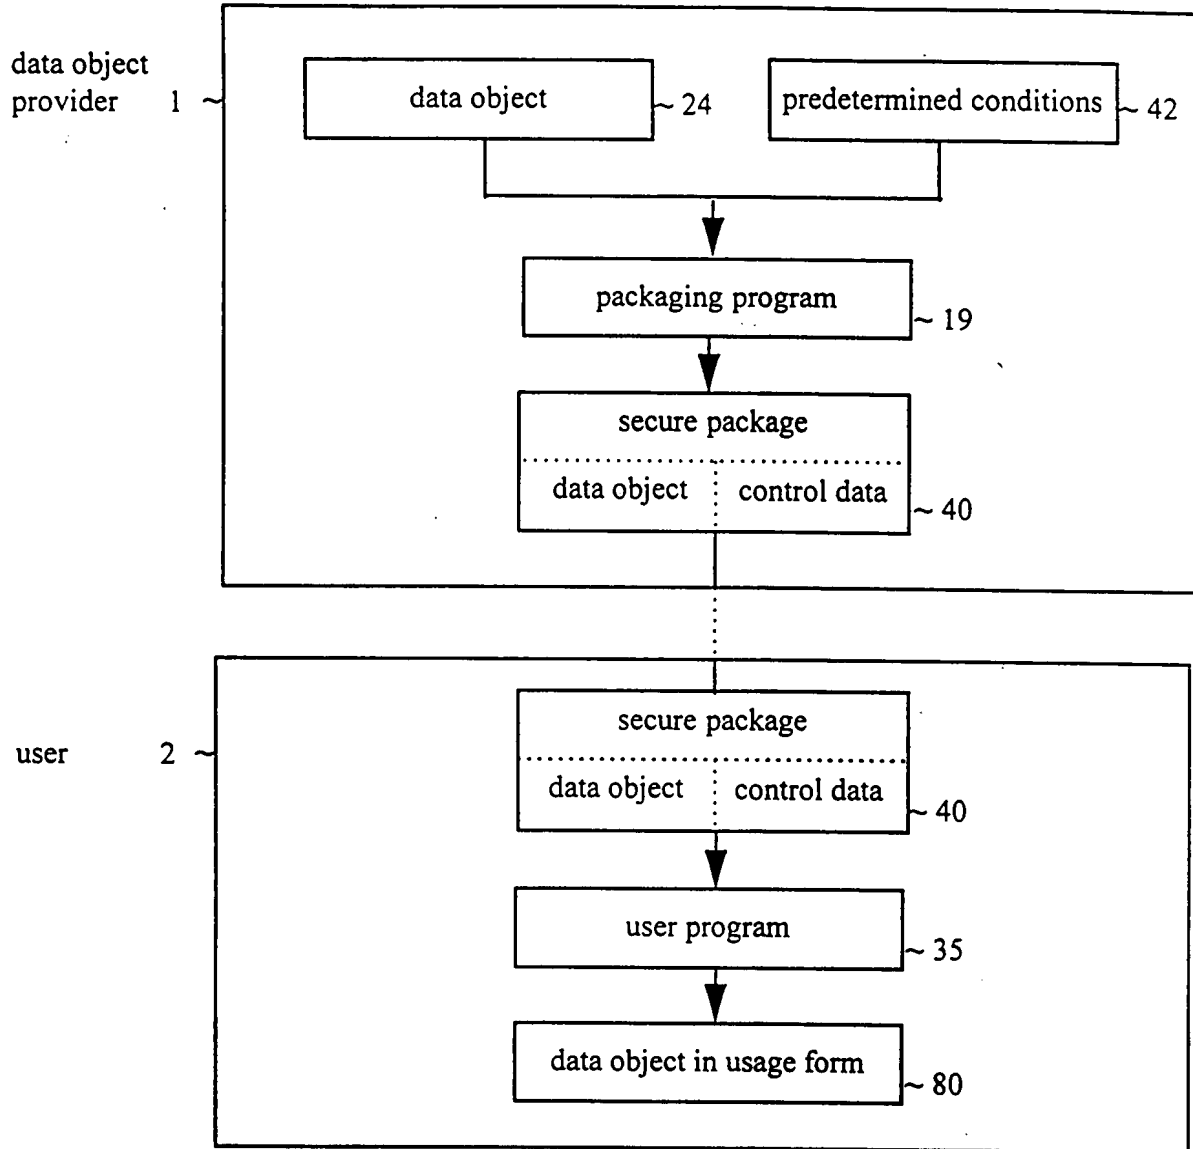 data object
provider 1 ~
data object ~ 24
predetermined conditions ~ 42
packaging program ~ 19
secure package
data object control data ~ 40
user 2 ~
secure package
data object control data ~ 40
user program ~ 35
data object in usage form ~ 80